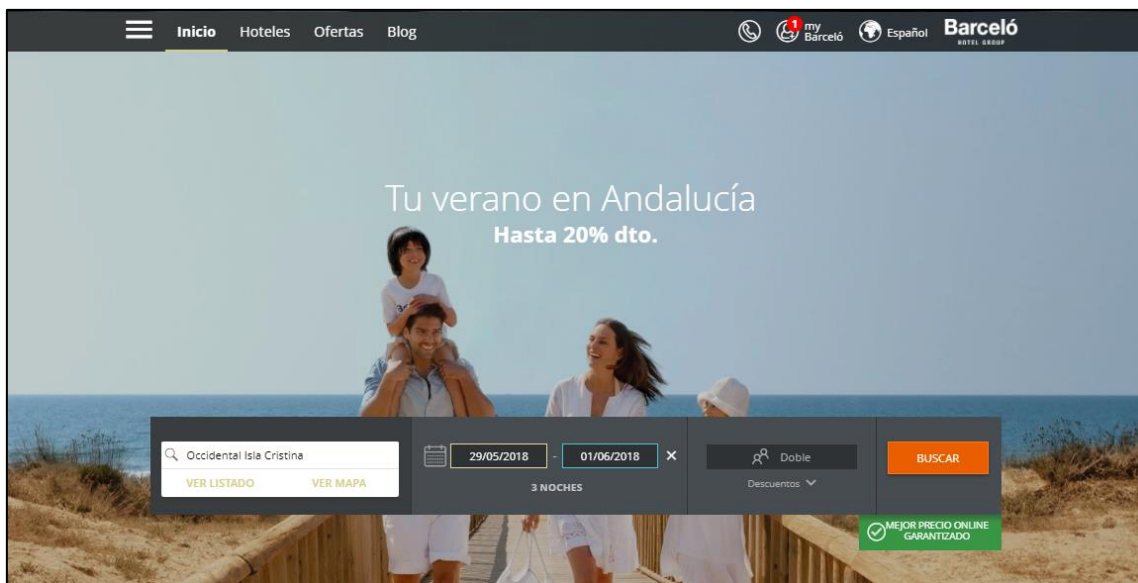 Inicio Hoteles Ofertas Blog
1
my
Barceló
Español
Barceló
HOTEL GROUP
Tu verano en Andalucía
Hasta 20% dto.
Occidental Isla Cristina
VER LISTADO VER MAPA
29/05/2018 - 01/06/2018 ×
3 NOCHES
Doble
Descuentos
BUSCAR
MEJOR PRECIO ONLINE
GARANTIZADO